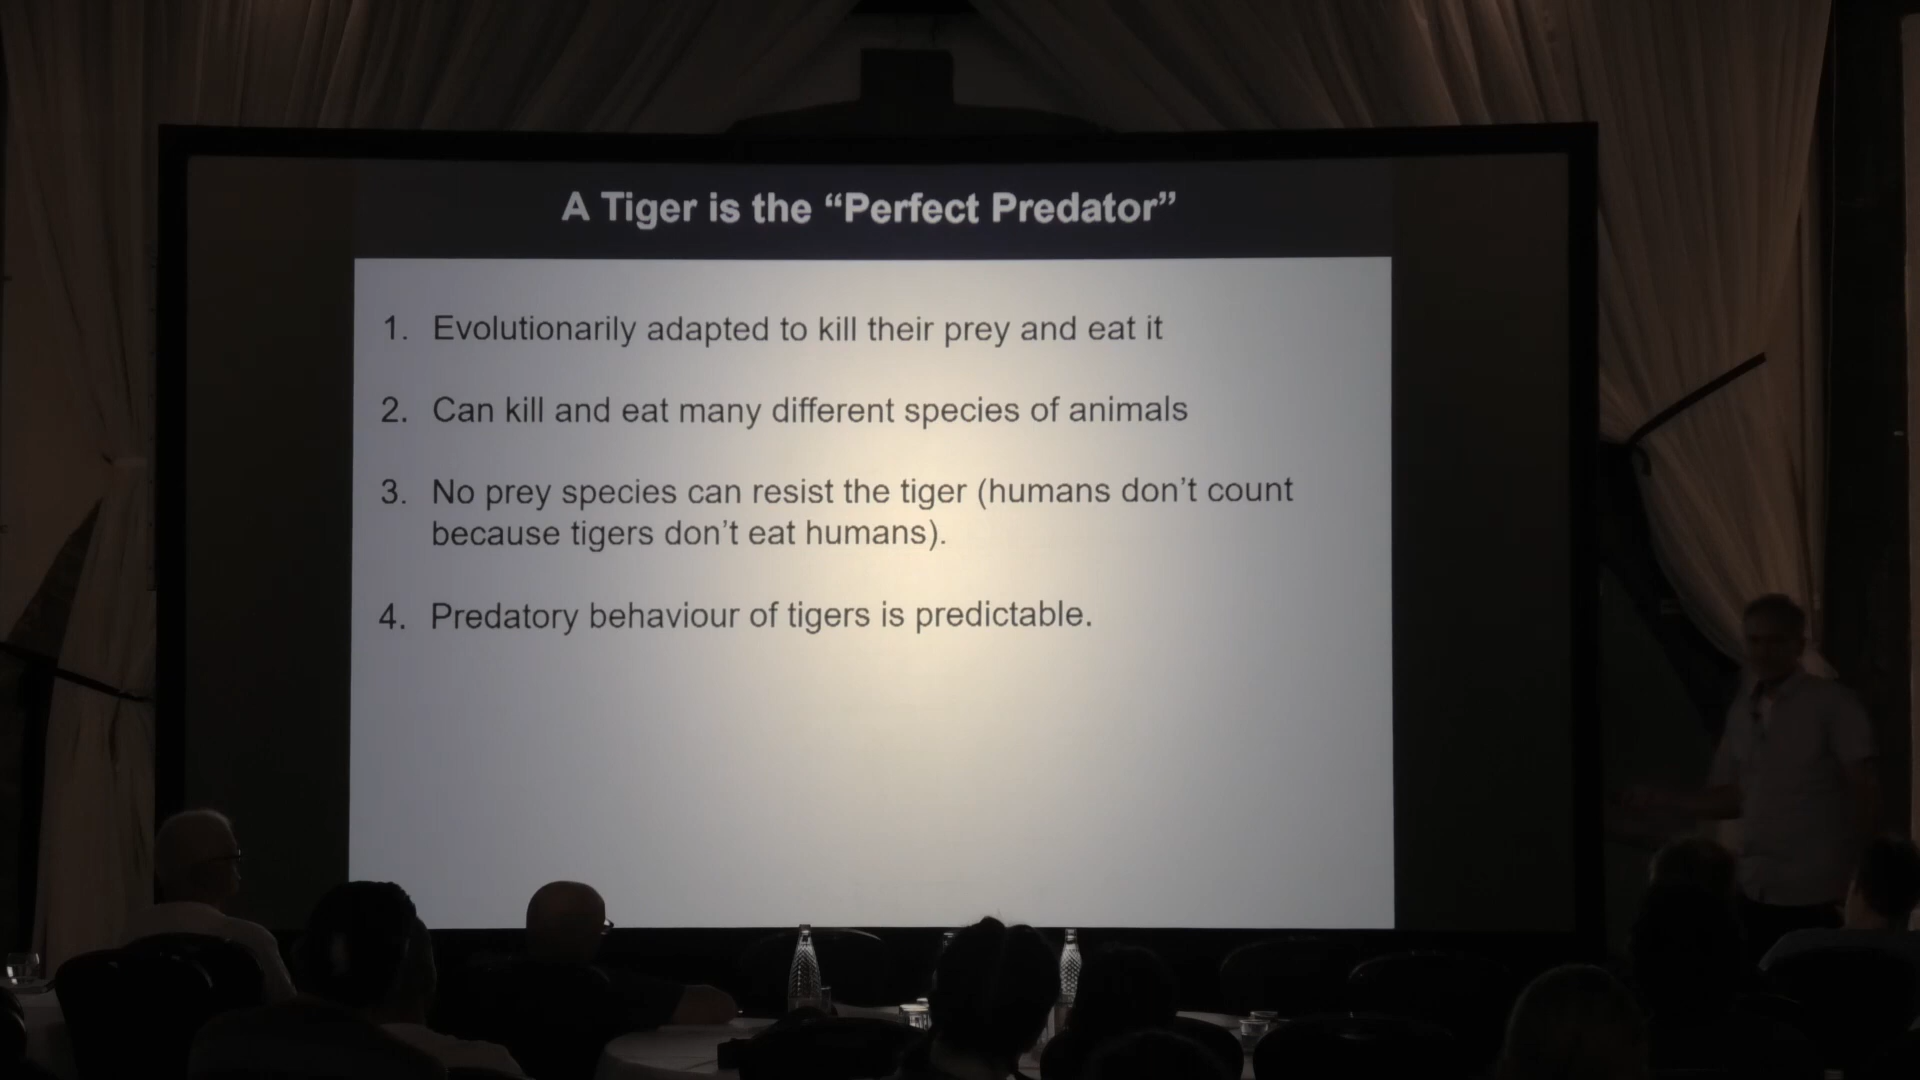 A Tiger is the “Perfect Predator”
1. Evolutionarily adapted to kill their prey and eat it
2. Can kill and eat many different species of animals
3. No prey species can resist the tiger (humans don’t count
because tigers don’t eat humans).
4. Predatory behaviour of tigers is predictable.